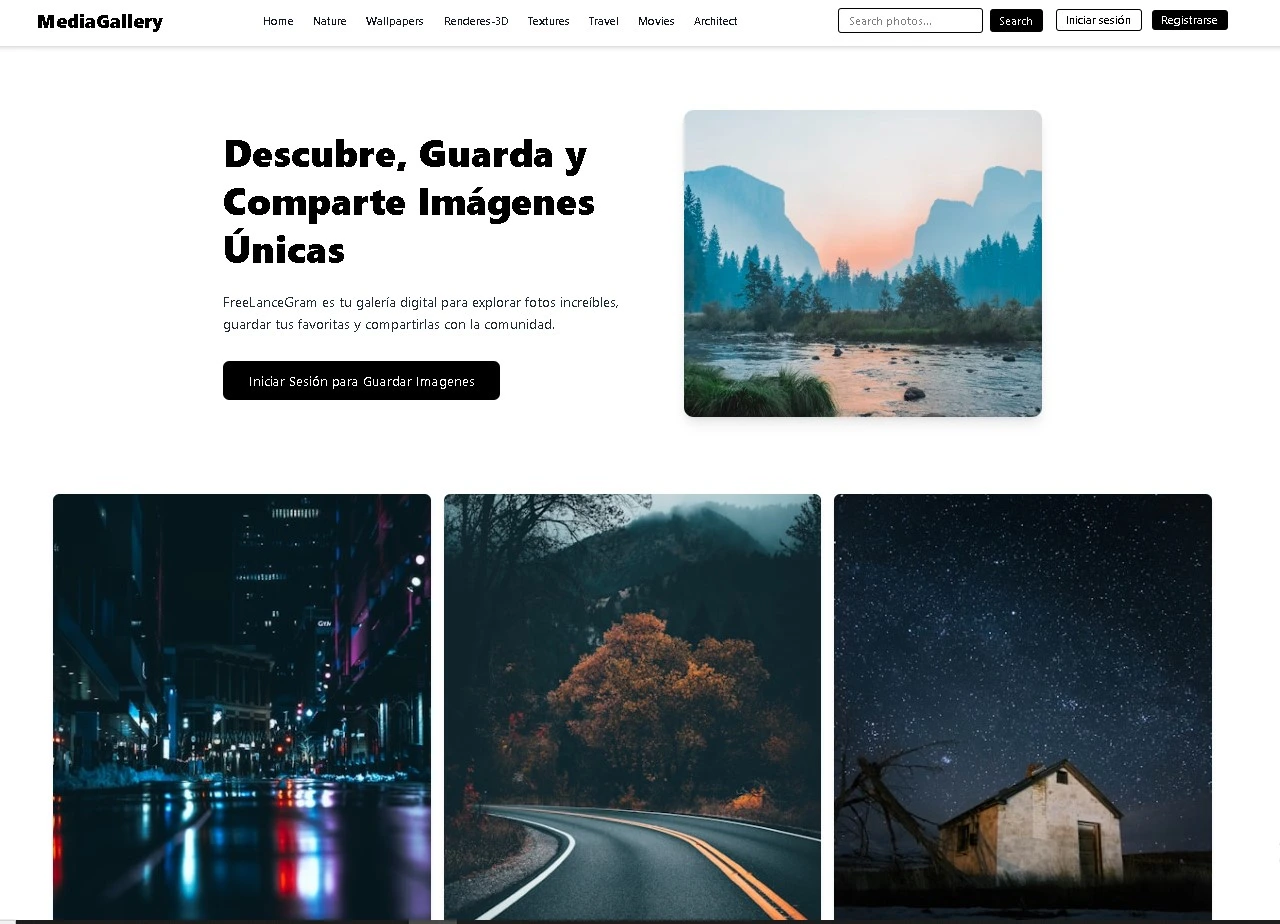 MediaGallery
Home Nature Wallpapers Renderes-3D Textures Travel Movies Architect
Search photos... Search Iniciar sesión Registrarse
Descubre, Guarda y
Comparte Imágenes
Únicas
FreeLanceGram es tu galería digital para explorar fotos increíbles,
guardar tus favoritas y compartirlas con la comunidad.
Iniciar Sesión para Guardar Imagenes